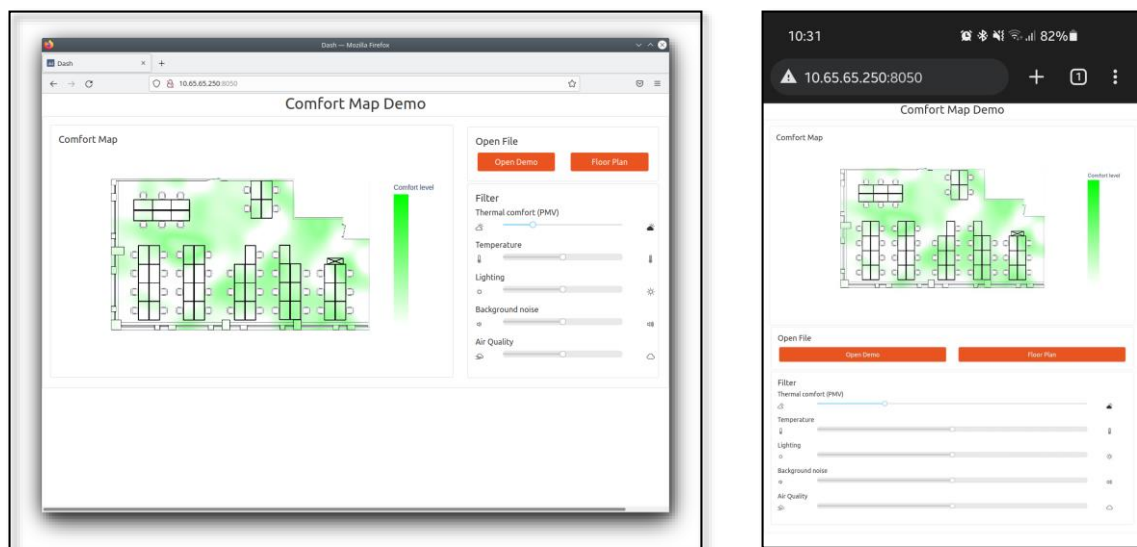 Dash — Mozilla Firefox
Dash
10.65.65.250:8050
Comfort Map Demo
Comfort Map
Comfort level
Open File
Open Demo
Floor Plan
Filter
Thermal comfort (PMV)
Temperature
Lighting
Background noise
Air Quality
10:31
82%
10.65.65.250:8050
1
Comfort Map Demo
Comfort Map
Comfort level
Open File
Open Demo
Floor Plan
Filter
Thermal comfort (PMV)
Temperature
Lighting
Background noise
Air Quality